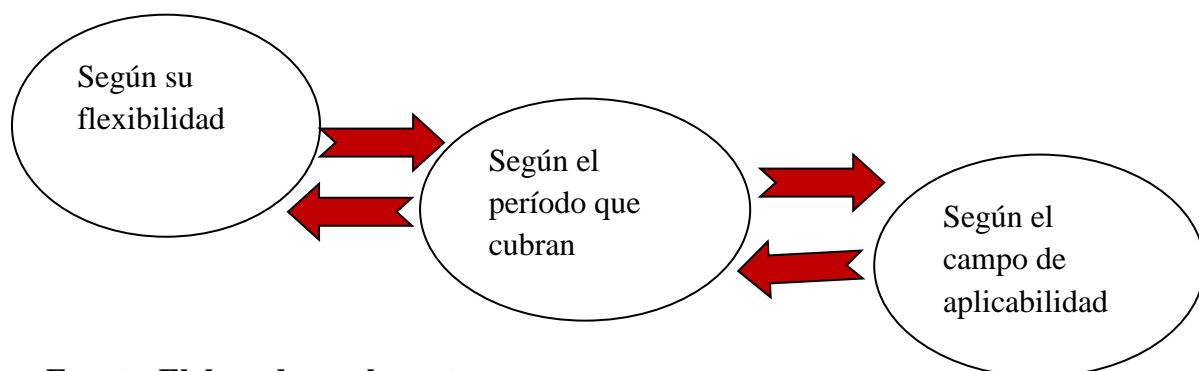 Según su
flexibilidad
Según el
período que
cubran
Según el
campo de
aplicabilidad